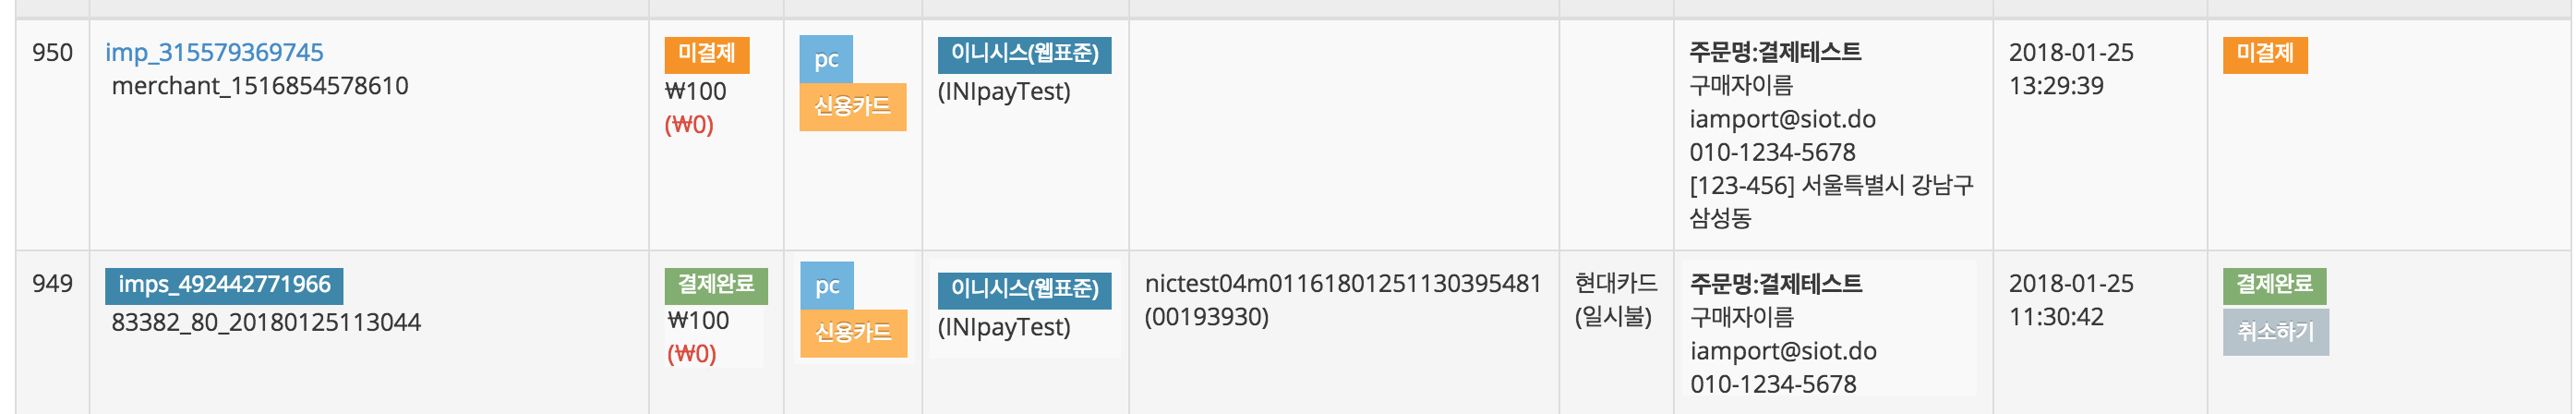 950
imp_315579369745
merchant_1516854578610
미결제
₩100
(₩0)
pc
신용카드
이니시스(웹표준)
(INIpayTest)
주문명:결제테스트
구매자이름
iamport@siot.do
010-1234-5678
[123-456] 서울특별시 강남구
삼성동
2018-01-25
13:29:39
미결제
949
imps_492442771966
83382_80_20180125113044
결제완료
₩100
(₩0)
pc
신용카드
이니시스(웹표준)
(INIpayTest)
nictest04m01161801251130395481
(00193930)
현대카드
(일시불)
주문명:결제테스트
구매자이름
iamport@siot.do
010-1234-5678
2018-01-25
11:30:42
결제완료
취소하기